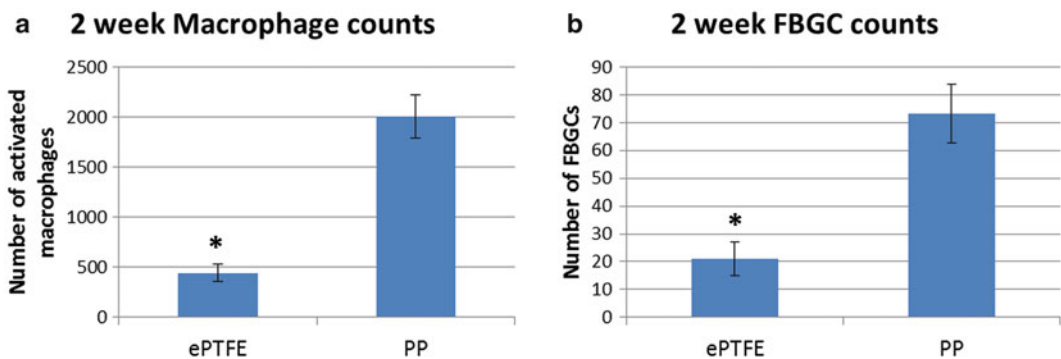 a 2 week Macrophage counts
Number of activated
macrophages
2500
2000
1500
1000
500
0
*
ePTFE PP
b 2 week FBGC counts
Number of FBGCs
90
80
70
60
50
40
30
20
10
0
*
ePTFE PP